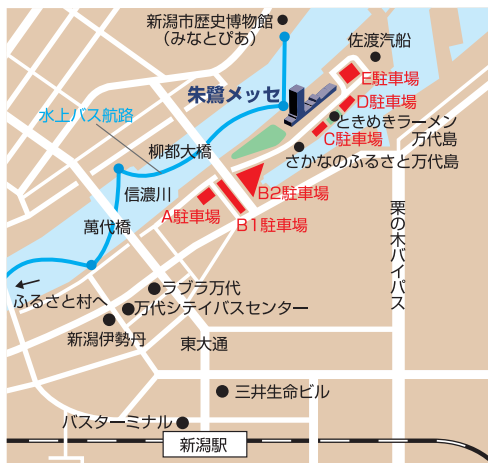 新潟市歴史博物館
(みなとぴあ)
佐渡汽船
E駐車場
朱鷺メッセ
D駐車場
水上バス航路
ときめきラーメン
万代島
C駐車場
柳都大橋
さかなのふるさと万代島
信濃川
B2駐車場
A駐車場
B1駐車場
萬代橋
栗の木バイパス
ふるさと村へ
ラブラ万代
万代シテイバスセンター
新潟伊勢丹
東大通
三井生命ビル
バスターミナル
新潟駅